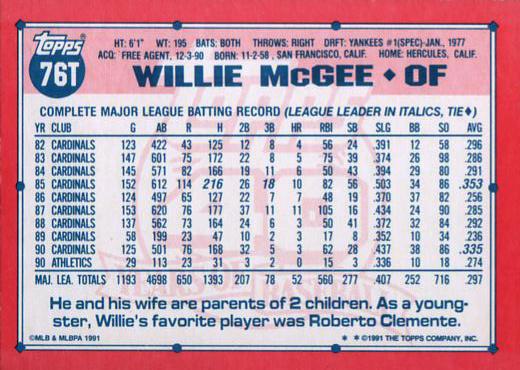 topps
76T
HT: 6'1" WT: 195 BATS: BOTH THROWS: RIGHT DRFT: YANKEES #1(SPEC)-JAN., 1977
ACQ: FREE AGENT, 12-3-90 BORN: 11-2-58, SAN FRANCISCO, CALIF. HOME: HERCULES, CALIF.
WILLIE McGEE ♦ OF
COMPLETE MAJOR LEAGUE BATTING RECORD (LEAGUE LEADER IN ITALICS, TIE♦)
YR CLUB G AB R H 2B 3B HR RBI SB SLG BB SO AVG
82 CARDINALS 123 422 43 125 12 8 4 56 24 .391 12 58 .296
83 CARDINALS 147 601 75 172 22 8 5 75 39 .374 26 98 .286
84 CARDINALS 145 571 82 166 19 11 6 50 43 .394 29 80 .291
85 CARDINALS 152 612 114 216 26 18 10 82 56 .503 34 86 .353
86 CARDINALS 124 497 65 127 22 7 7 48 19 .370 37 82 .256
87 CARDINALS 153 620 76 177 37 11 11 105 16 .434 24 90 .285
88 CARDINALS 137 562 73 164 24 6 3 50 41 .372 32 84 .292
89 CARDINALS 58 199 23 47 10 2 3 17 8 .352 10 34 .236
90 CARDINALS 125 501 76 168 32 5 3 62 28 .437 38 86 .335
90 ATHLETICS 29 113 23 31 3 2 0 15 3 .336 10 18 .274
MAJ. LEA. TOTALS 1193 4698 650 1393 207 78 52 560 277 .407 252 716 .297
He and his wife are parents of 2 children. As a young-
ster, Willie's favorite player was Roberto Clemente.
©MLB & MLBPA 1991 * * ©1991 THE TOPPS COMPANY, INC.